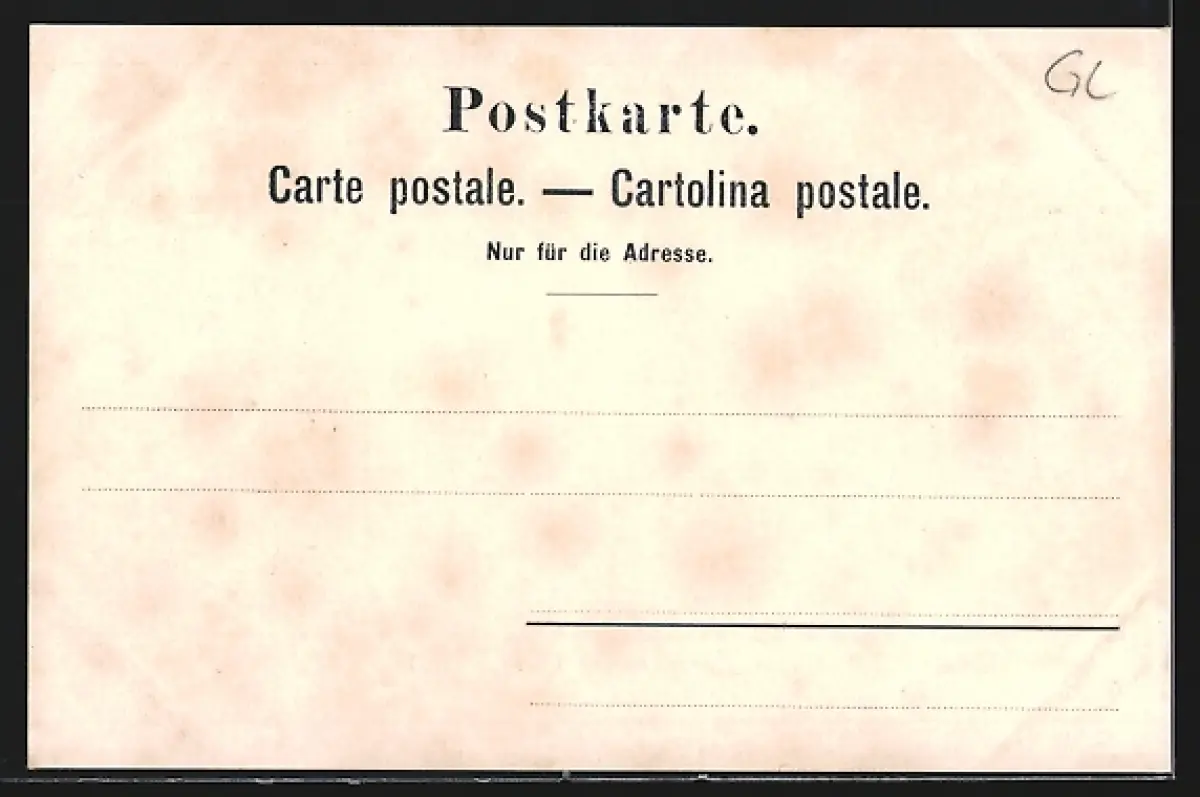 GL
Postkarte.
Carte postale. — Cartolina postale.
Nur für die Adresse.